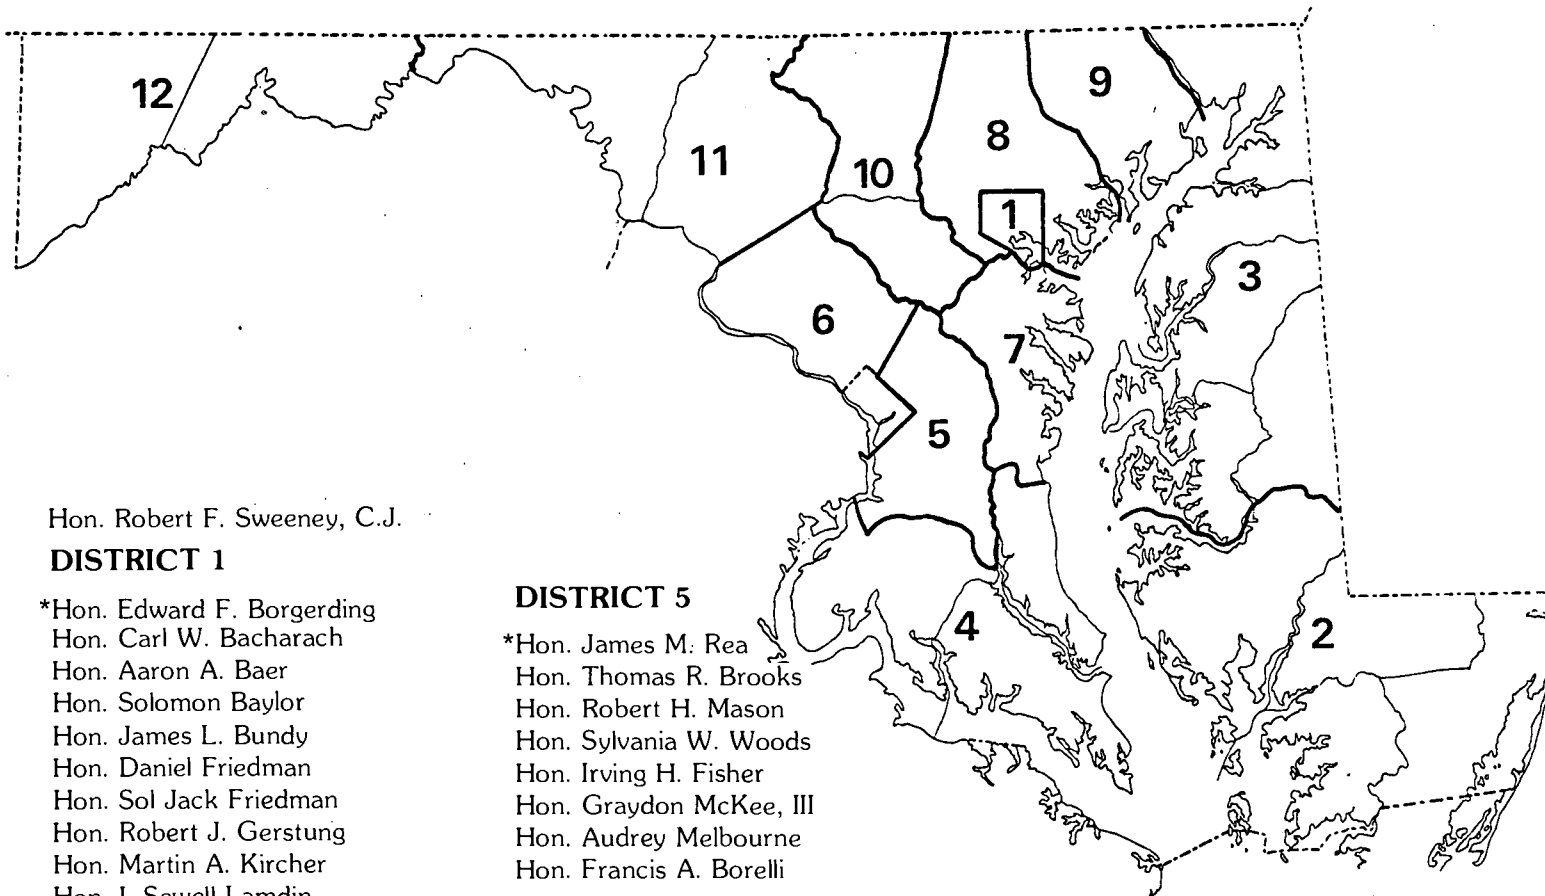 12
11
10
8
9
1
3
6
7
5
4
2
Hon. Robert F. Sweeney, C.J.
DISTRICT 1
*Hon. Edward F. Borgerding
Hon. Carl W. Bacharach
Hon. Aaron A. Baer
Hon. Solomon Baylor
Hon. James L. Bundy
Hon. Daniel Friedman
Hon. Sol Jack Friedman
Hon. Robert J. Gerstung
Hon. Martin A. Kircher
Hon. J. Sewell Lamdin
DISTRICT 5
*Hon. James M. Rea
Hon. Thomas R. Brooks
Hon. Robert H. Mason
Hon. Sylvania W. Woods
Hon. Irving H. Fisher
Hon. Graydon McKee, III
Hon. Audrey Melbourne
Hon. Francis A. Borelli